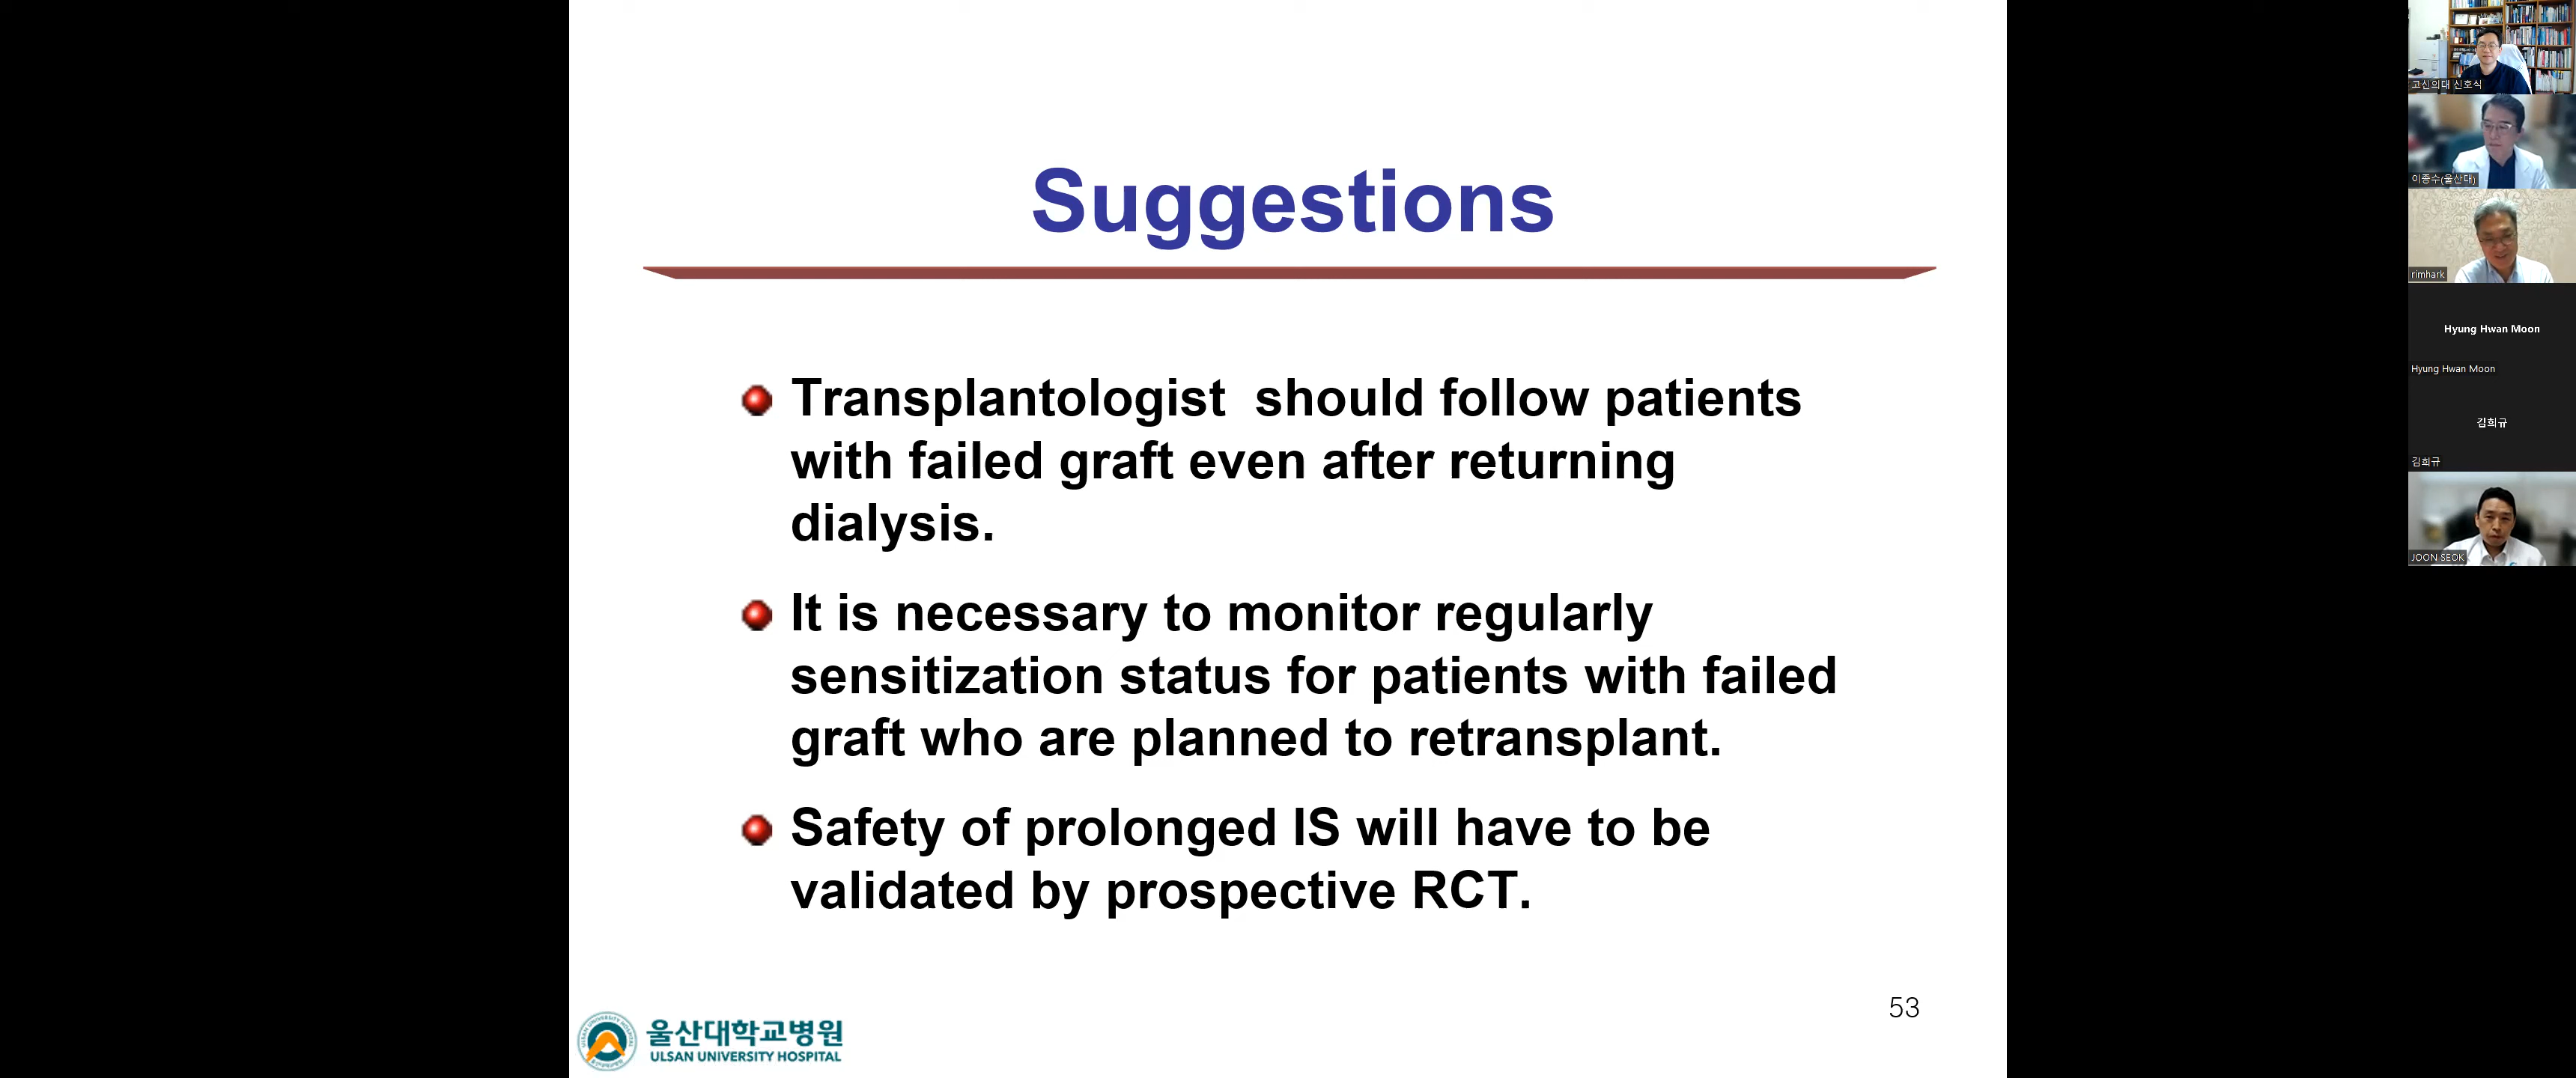 Suggestions
Transplantologist should follow patients
with failed graft even after returning
dialysis.
It is necessary to monitor regularly
sensitization status for patients with failed
graft who are planned to retransplant.
Safety of prolonged IS will have to be
validated by prospective RCT.
53
울산대학교병원
ULSAN UNIVERSITY HOSPITAL
고신의대 신호식
이종수(울산대)
rimhark
Hyung Hwan Moon
Hyung Hwan Moon
김희규
김희규
JOON SEOK